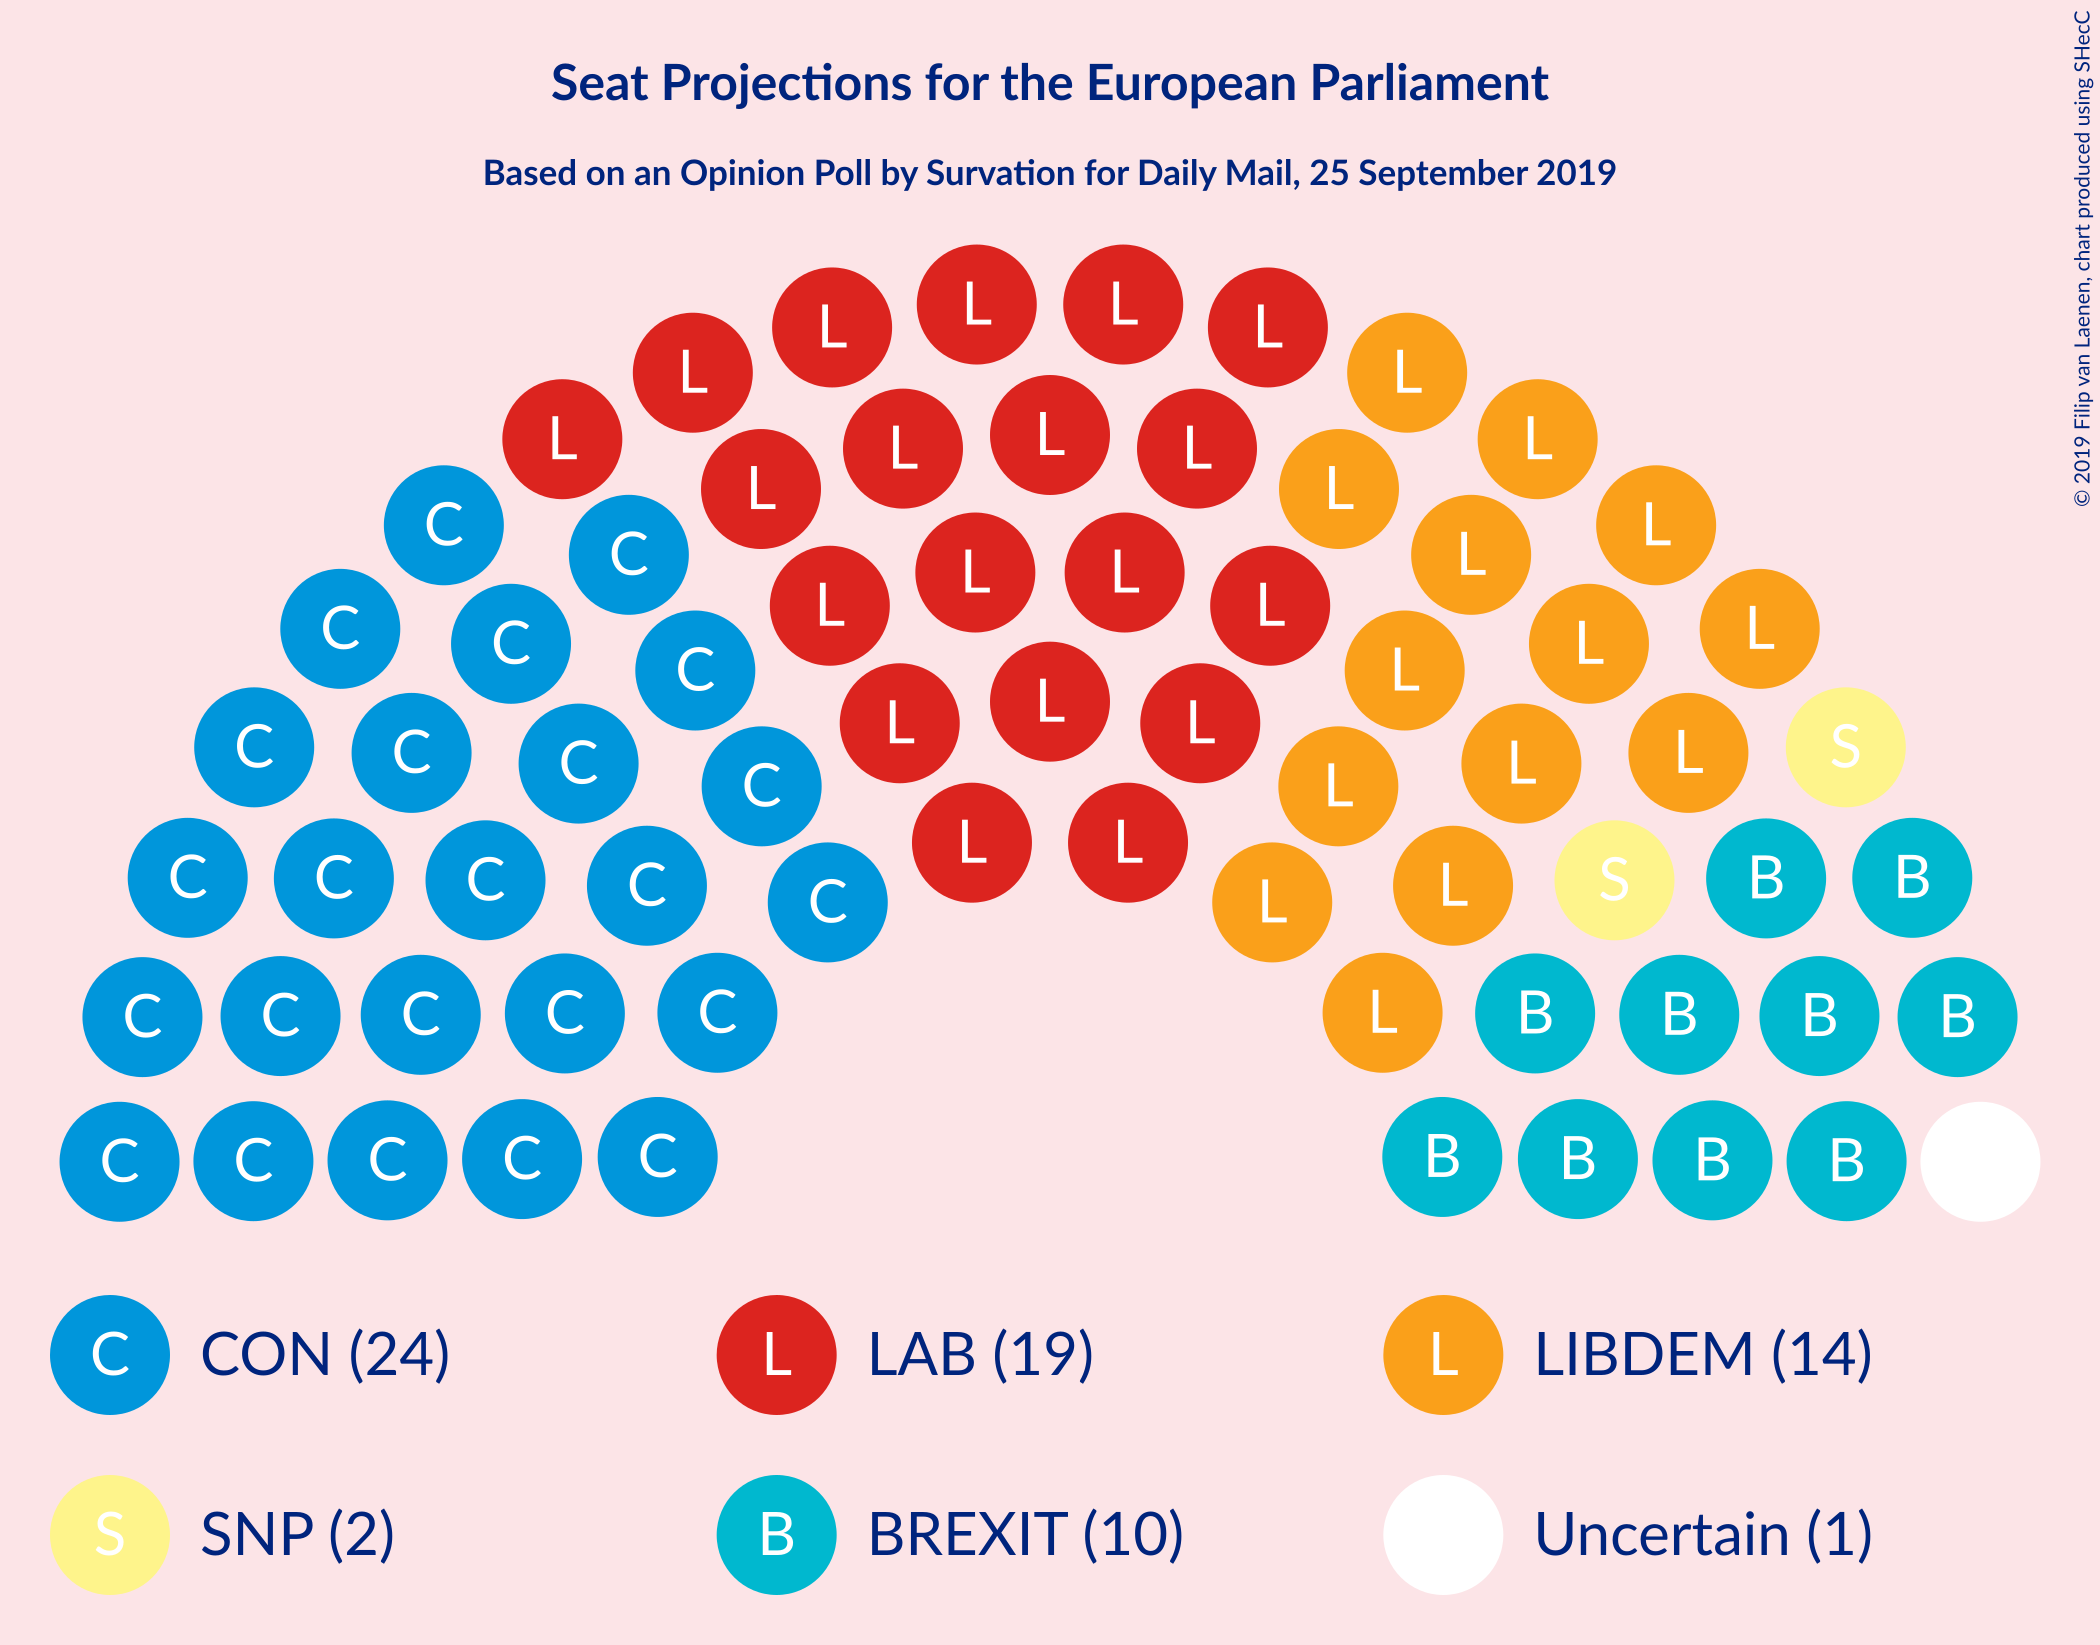 Seat Projections for the European Parliament
Based on an Opinion Poll by Survation for Daily Mail, 25 September 2019
© 2019 Filip van Laenen, chart produced using SHecC
L L
L L
L L
L L L L L
L L
C L
C L
L L
L L
C C L L
C L
L L L
C C C L L S
C L
L L
C C C C C L L S B B
C C C C C L B B B B
C C C C C B B B B
C CON (24)
L LAB (19)
L LIBDEM (14)
S SNP (2)
B BREXIT (10)
Uncertain (1)